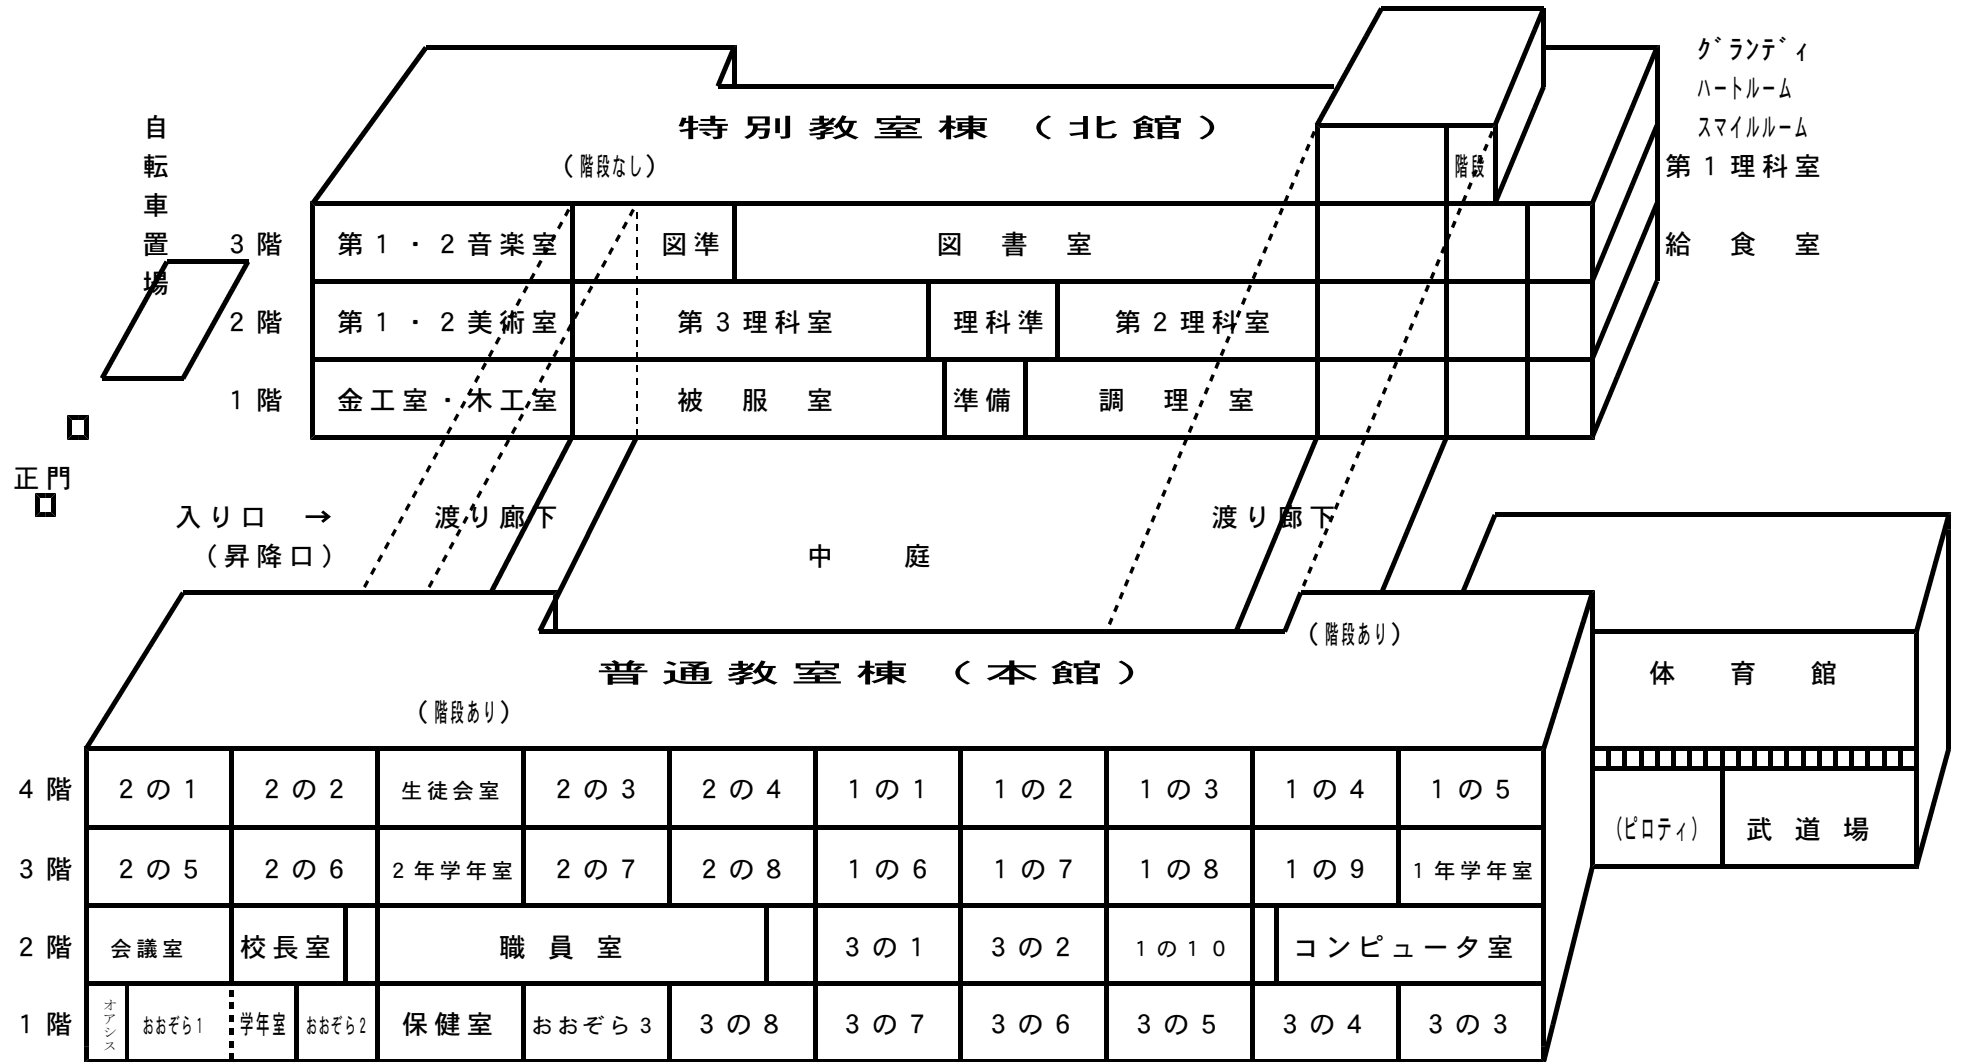 グランディ
ハートルーム
スマイルルーム
第１理科室
給食室
自転車置場
特別教室棟（北館）
（階段なし）
階段
３階 第１・２音楽室 図準 図書室
２階 第１・２美術室 第３理科室 理科準 第２理科室
１階 金工室・木工室 被服室 準備 調理室
正門
入り口 → 渡り廊下 渡り廊下
（昇降口） 中庭
（階段あり）
普通教室棟（本館）
（階段あり）
体育館
４階 ２の１ ２の２ 生徒会室 ２の３ ２の４ １の１ １の２ １の３ １の４ １の５
（ピロティ） 武道場
３階 ２の５ ２の６ ２年学年室 ２の７ ２の８ １の６ １の７ １の８ １の９ １年学年室
２階 会議室 校長室 職員室 ３の１ ３の２ １の１０ コンピュータ室
１階 オアシス おおぞら１ 学年室 おおぞら２ 保健室 おおぞら３ ３の８ ３の７ ３の６ ３の５ ３の４ ３の３